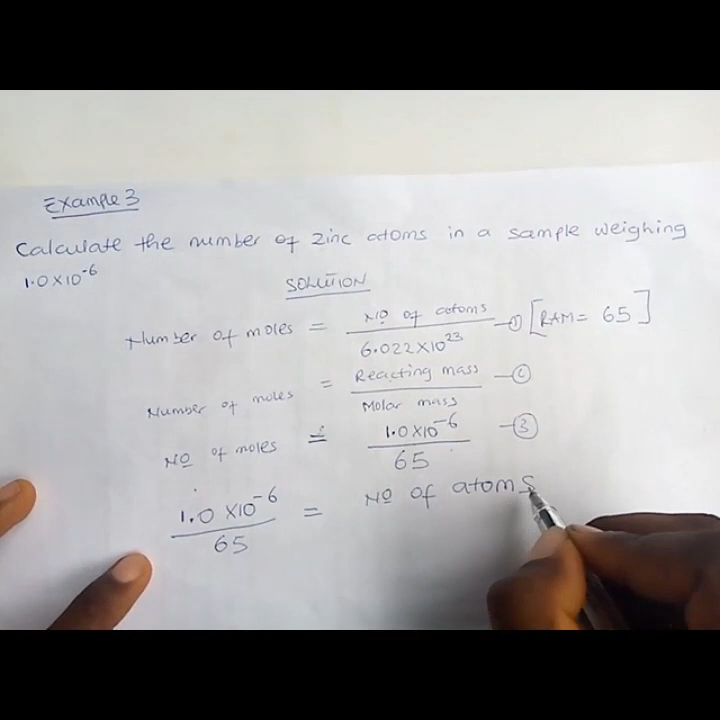 Example 3
Calculate the number of zinc atoms in a sample weighing
1.0×10⁻⁶
SOLUTION
Number of moles = No of atoms / 6.022×10²³ —① [RAM = 65]
Number of moles = Reacting mass / Molar mass —②
No of moles = 1.0×10⁻⁶ / 65 —③
1.0×10⁻⁶ / 65 = No of atoms